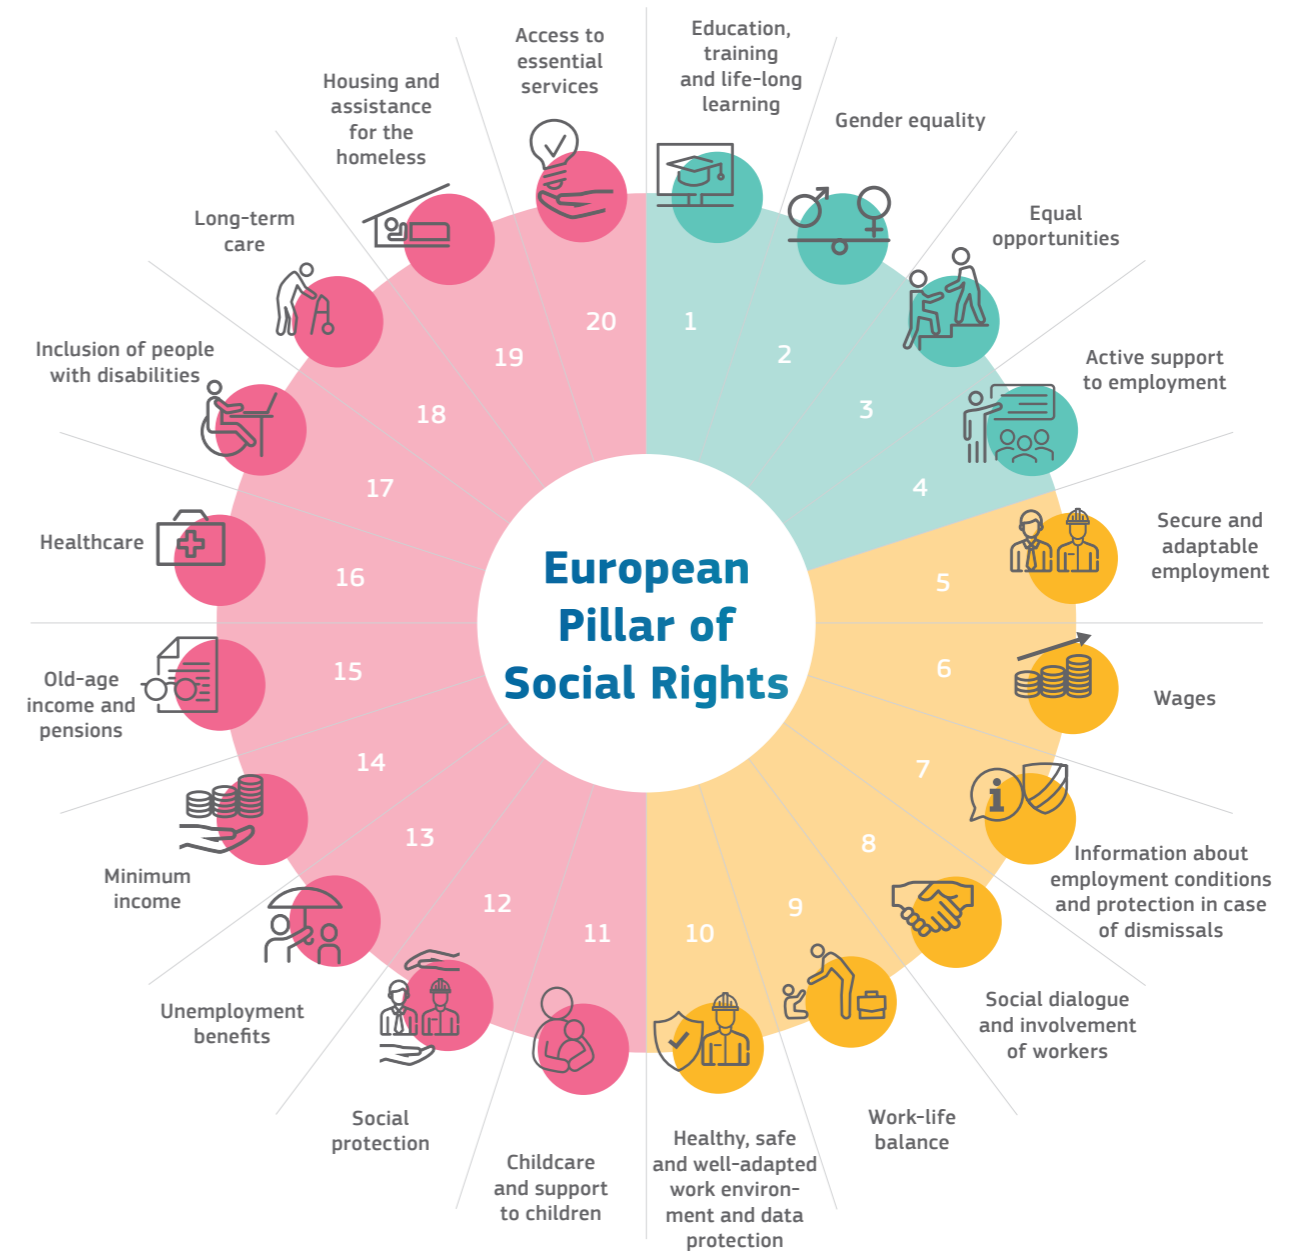 European
Pillar of
Social Rights
Education,
training
and life-long
learning
1
Gender equality
2
Equal
opportunities
3
Active support
to employment
4
Secure and
adaptable
employment
5
Wages
6
Information about
employment conditions
and protection in case
of dismissals
7
Social dialogue
and involvement
of workers
8
Work-life
balance
9
Healthy, safe
and well-adapted
work environ-
ment and data
protection
10
Childcare
and support
to children
11
Social
protection
12
Unemployment
benefits
13
Minimum
income
14
Old-age
income and
pensions
15
Healthcare
16
Inclusion of people
with disabilities
17
Long-term
care
18
Housing and
assistance
for the
homeless
19
Access to
essential
services
20
i